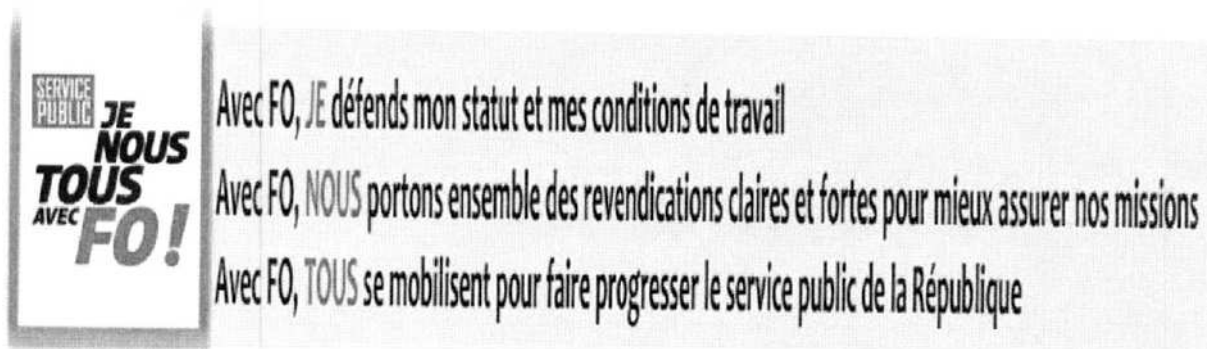 SERVICE
PUBLIC
JE
NOUS
TOUS
AVEC FO !
Avec FO, JE défends mon statut et mes conditions de travail
Avec FO, NOUS portons ensemble des revendications claires et fortes pour mieux assurer nos missions
Avec FO, TOUS se mobilisent pour faire progresser le service public de la République